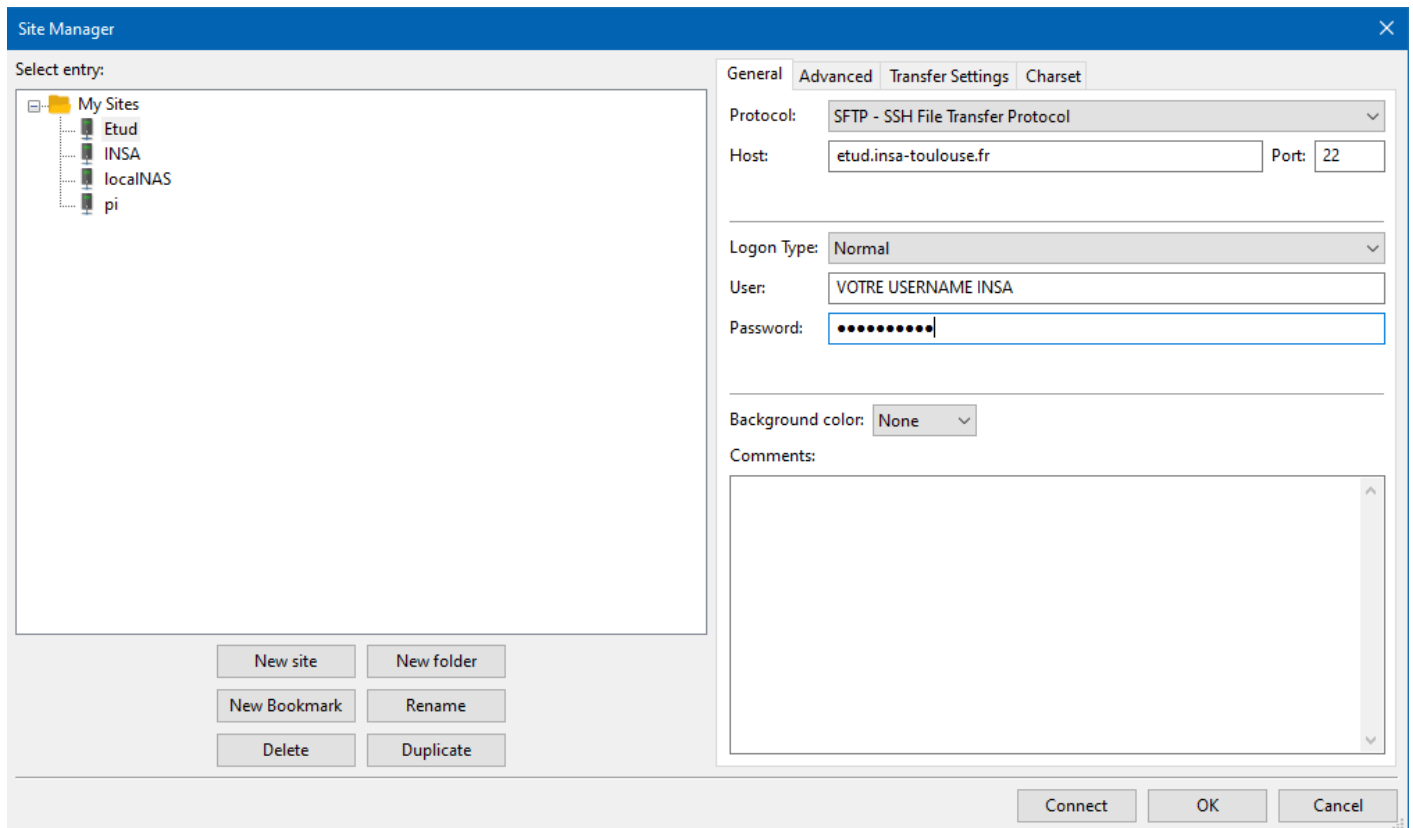 Site Manager
Select entry:
My Sites
Etud
INSA
localNAS
pi
New site New folder
New Bookmark Rename
Delete Duplicate
General Advanced Transfer Settings Charset
Protocol: SFTP - SSH File Transfer Protocol
Host: etud.insa-toulouse.fr Port: 22
Logon Type: Normal
User: VOTRE USERNAME INSA
Password: ●●●●●●●●●●
Background color: None
Comments:
Connect OK Cancel